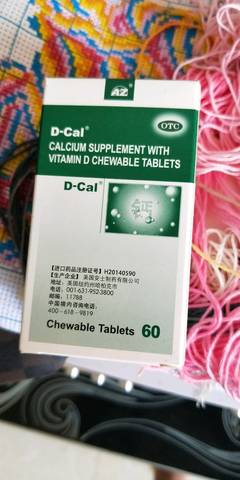 AZ
OTC
D-Cal®
CALCIUM SUPPLEMENT WITH
VITAMIN D CHEWABLE TABLETS
D-Cal®
钙
【进口药品注册证号】H20140590
【生产企业】美国安士制药有限公司
地址：美国纽约州哈帕克市
电话：001-631-952-3800
邮编：11788
中国境内咨询电话：
400-618-9819
Chewable Tablets 60